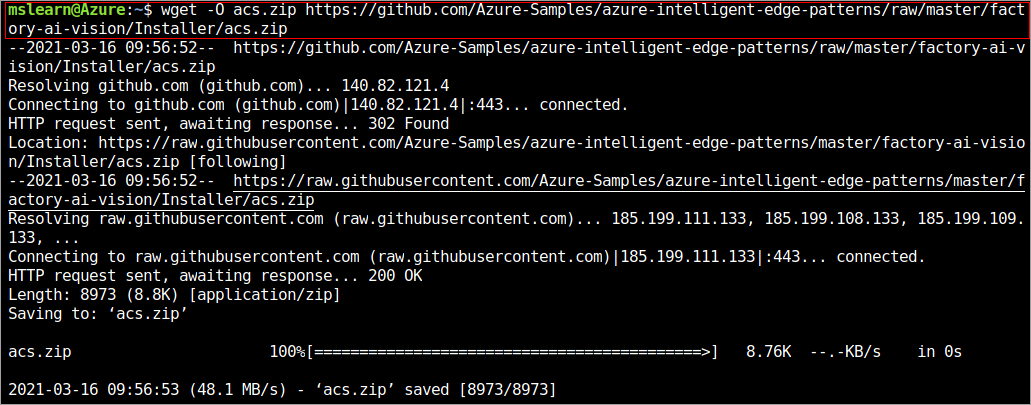 mslearn@Azure:~$ wget -O acs.zip https://github.com/Azure-Samples/azure-intelligent-edge-patterns/raw/master/fact
ory-ai-vision/Installer/acs.zip
--2021-03-16 09:56:52--  https://github.com/Azure-Samples/azure-intelligent-edge-patterns/raw/master/factory-ai-v
ision/Installer/acs.zip
Resolving github.com (github.com)... 140.82.121.4
Connecting to github.com (github.com)|140.82.121.4|:443... connected.
HTTP request sent, awaiting response... 302 Found
Location: https://raw.githubusercontent.com/Azure-Samples/azure-intelligent-edge-patterns/master/factory-ai-visio
n/Installer/acs.zip [following]
--2021-03-16 09:56:52--  https://raw.githubusercontent.com/Azure-Samples/azure-intelligent-edge-patterns/master/f
actory-ai-vision/Installer/acs.zip
Resolving raw.githubusercontent.com (raw.githubusercontent.com)... 185.199.111.133, 185.199.108.133, 185.199.109.
133, ...
Connecting to raw.githubusercontent.com (raw.githubusercontent.com)|185.199.111.133|:443... connected.
HTTP request sent, awaiting response... 200 OK
Length: 8973 (8.8K) [application/zip]
Saving to: ‘acs.zip’
acs.zip                      100%[===========================================>]   8.76K  --.-KB/s    in 0s
2021-03-16 09:56:53 (48.1 MB/s) - ‘acs.zip’ saved [8973/8973]